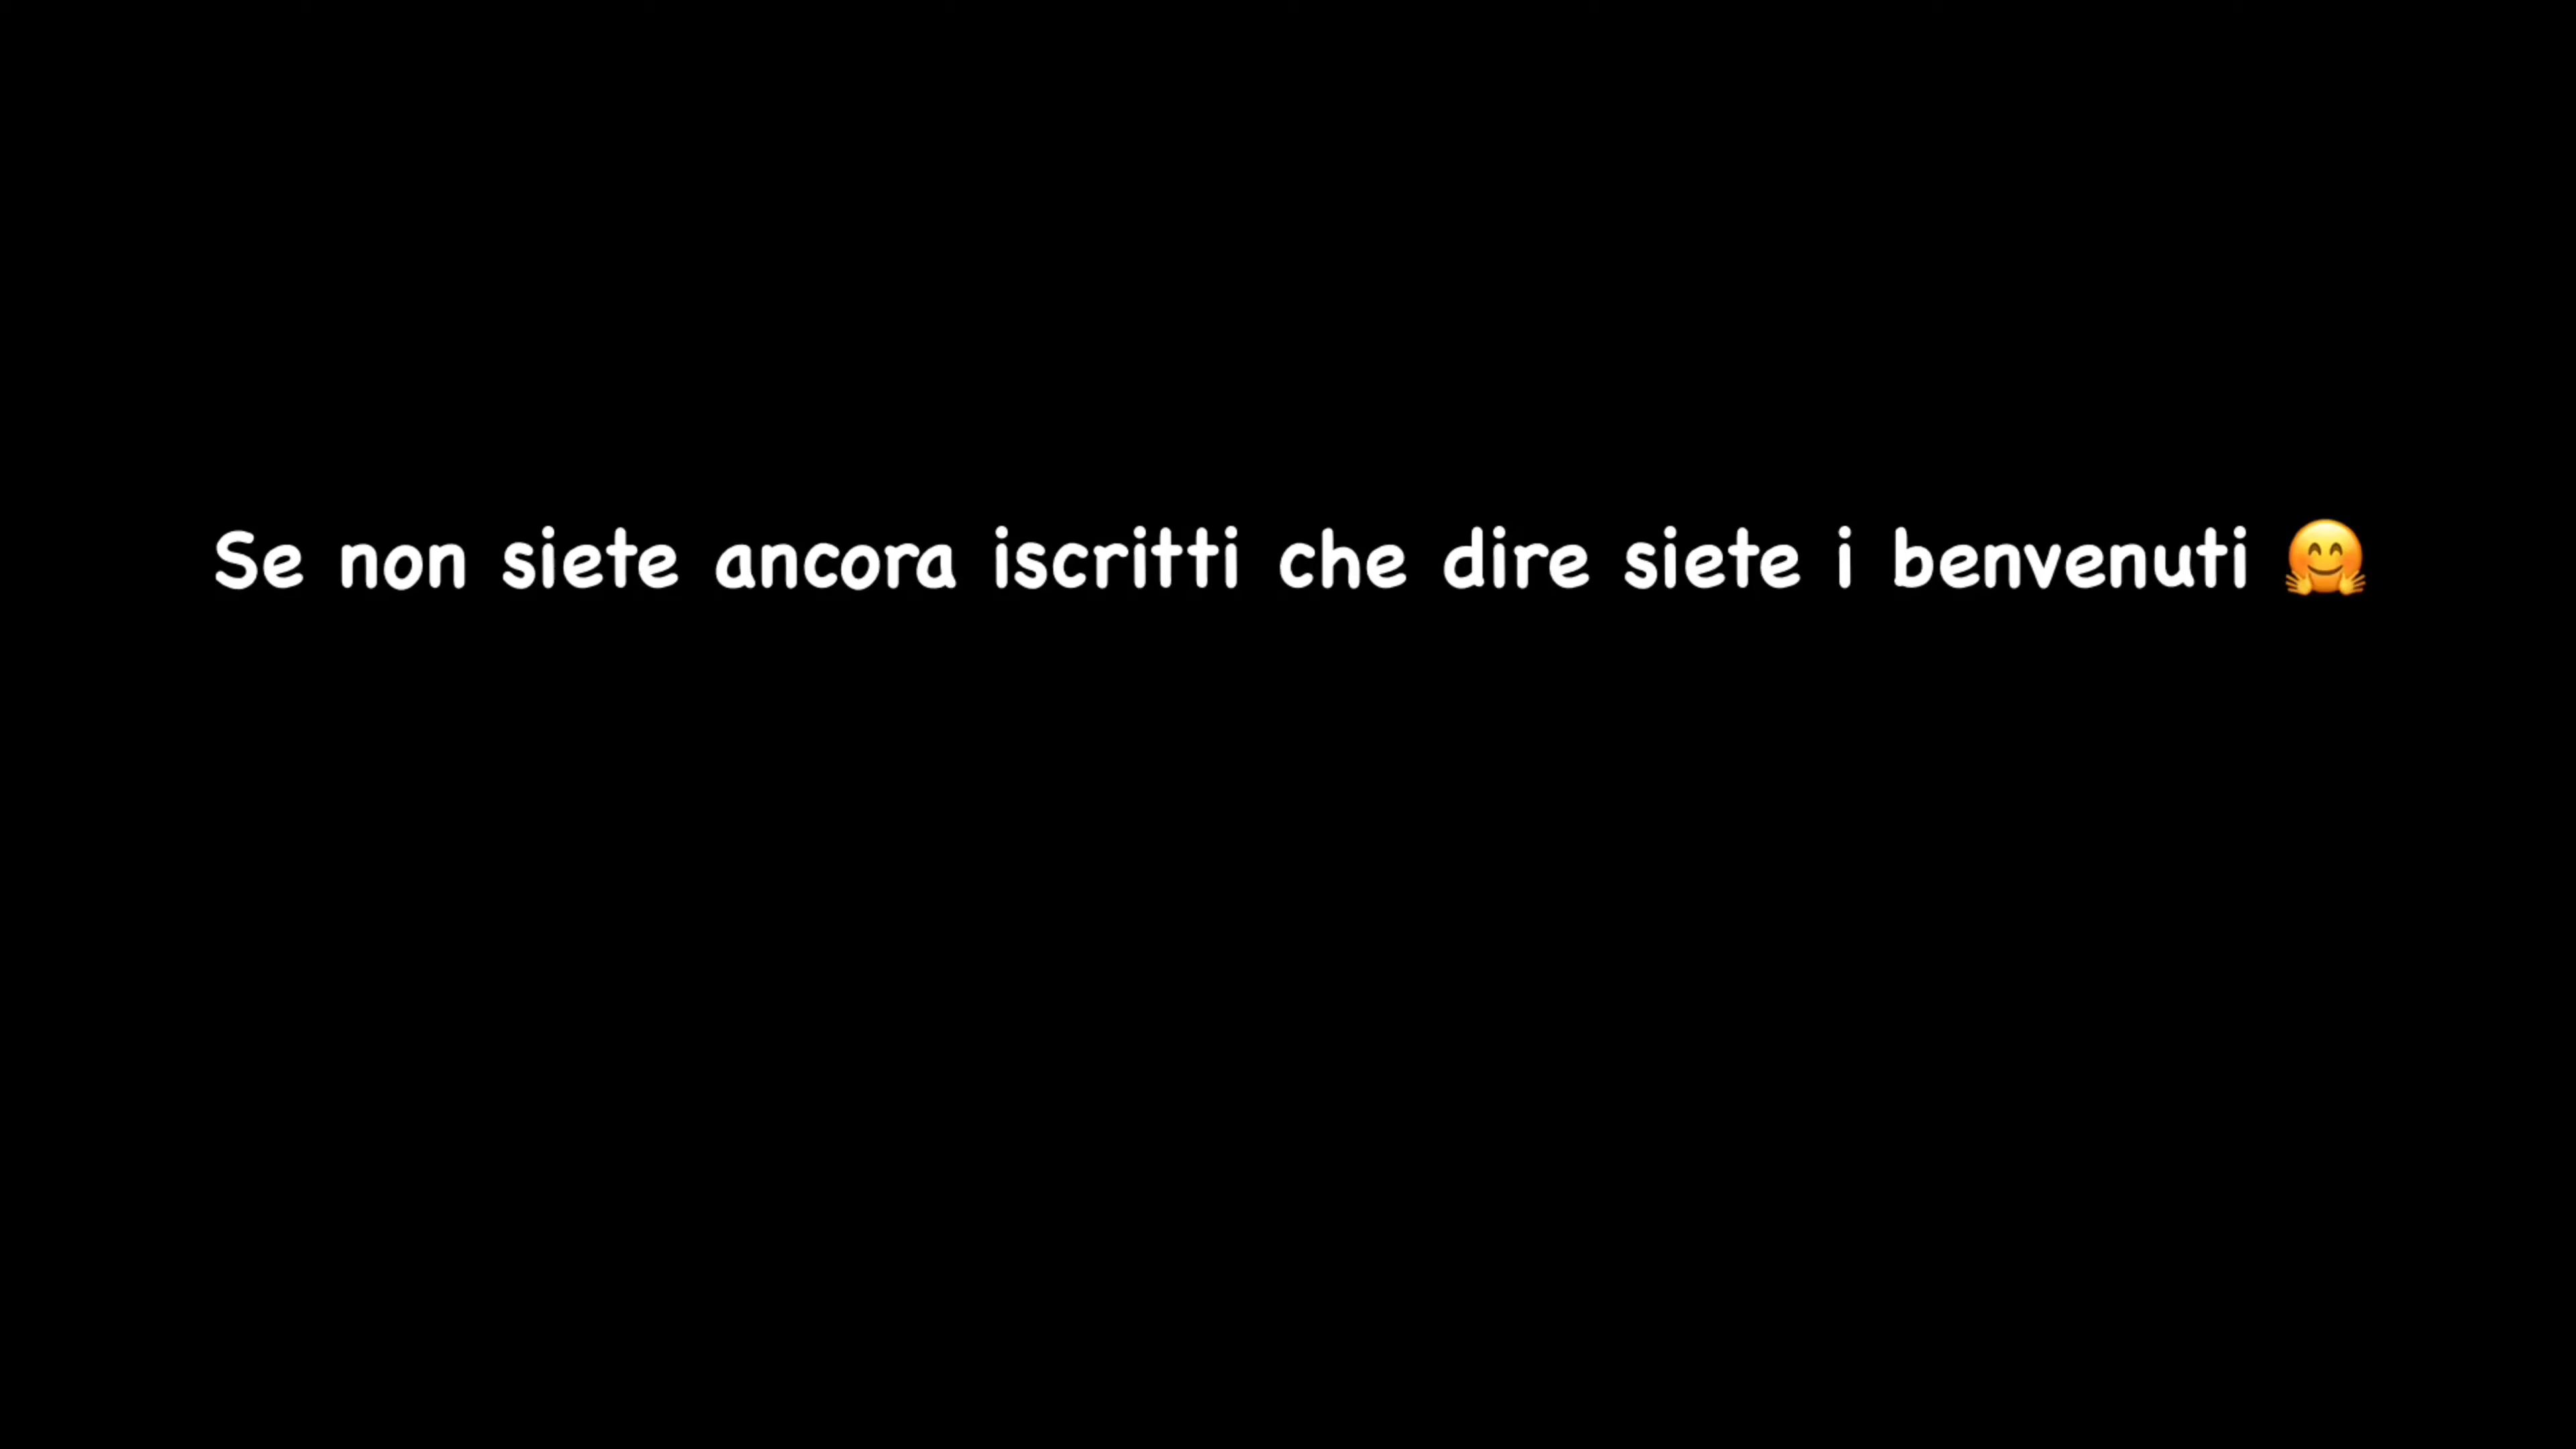 Se non siete ancora iscritti che dire siete i benvenuti 🤗